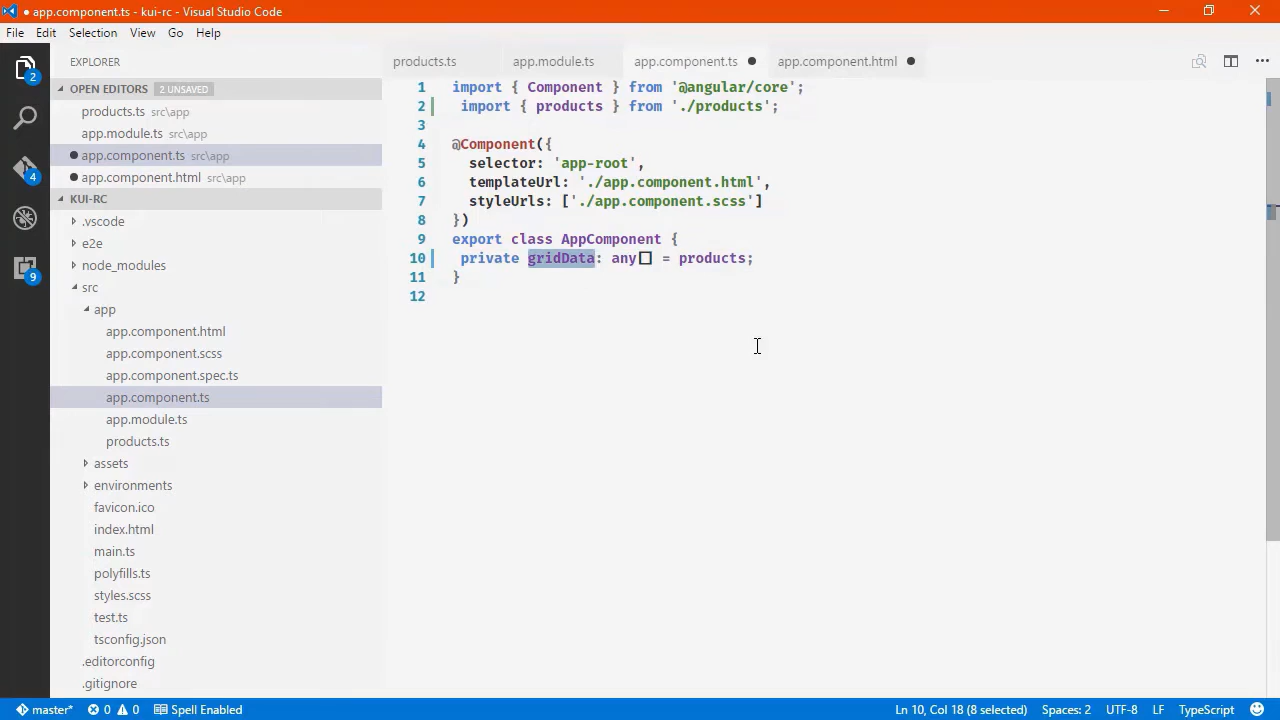 ● app.component.ts - kui-rc - Visual Studio Code
File Edit Selection View Go Help
EXPLORER
OPEN EDITORS 2 UNSAVED
products.ts src\app
app.module.ts src\app
app.component.ts src\app
app.component.html src\app
KUI-RC
.vscode
e2e
node_modules
src
app
app.component.html
app.component.scss
app.component.spec.ts
app.component.ts
app.module.ts
products.ts
assets
environments
favicon.ico
index.html
main.ts
polyfills.ts
styles.scss
test.ts
tsconfig.json
.editorconfig
.gitignore
2
4
9
products.ts app.module.ts app.component.ts ● app.component.html ●
1 import { Component } from '@angular/core';
2 import { products } from './products';
3
4 @Component({
5 selector: 'app-root',
6 templateUrl: './app.component.html',
7 styleUrls: ['./app.component.scss']
8 })
9 export class AppComponent {
10 private gridData: any[] = products;
11 }
12
master* 0 0 Spell Enabled Ln 10, Col 18 (8 selected) Spaces: 2 UTF-8 LF TypeScript